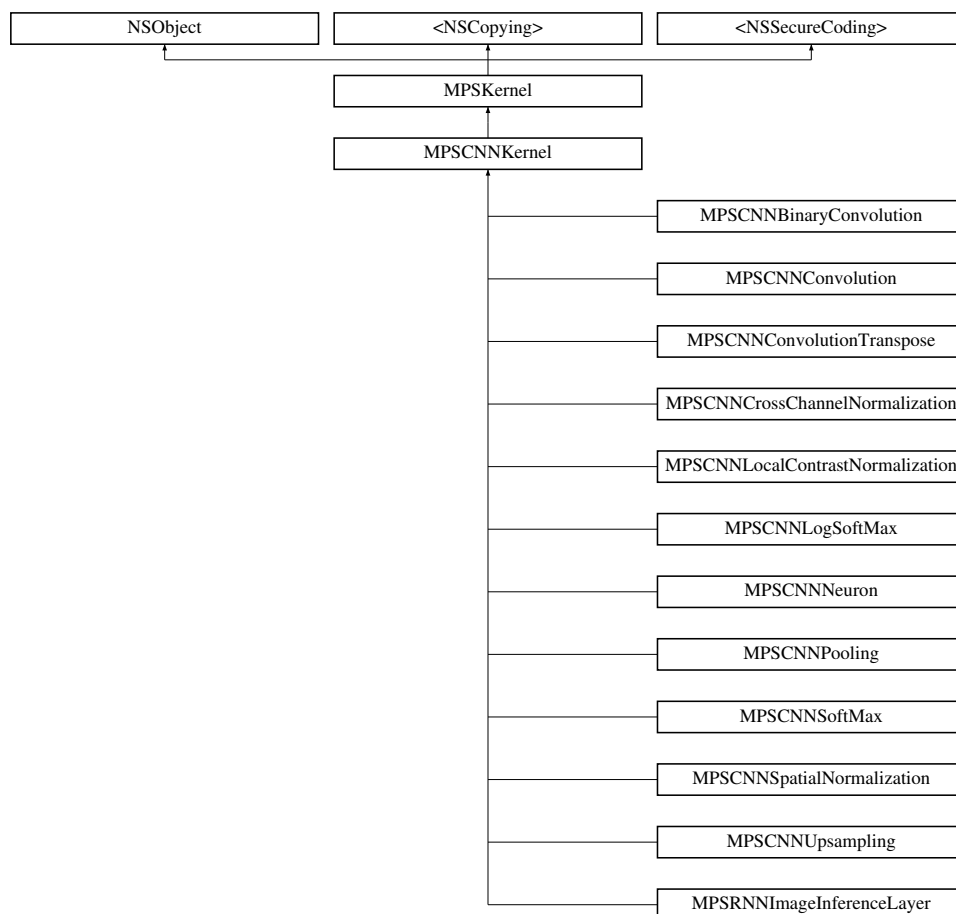 NSObject
<NSCopying>
<NSSecureCoding>
MPSKernel
MPSCNNKernel
MPSCNNBinaryConvolution
MPSCNNConvolution
MPSCNNConvolutionTranspose
MPSCNNCrossChannelNormalization
MPSCNNLocalContrastNormalization
MPSCNNLogSoftMax
MPSCNNNeuron
MPSCNNPooling
MPSCNNSoftMax
MPSCNNSpatialNormalization
MPSCNNUpsampling
MPSRNNImageInferenceLayer